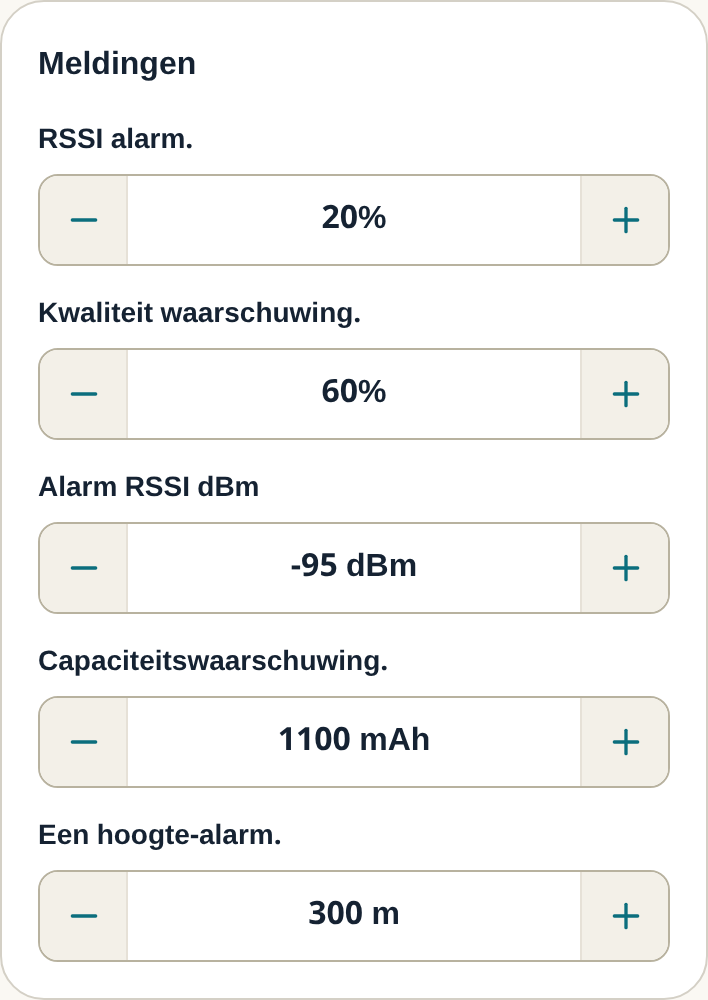 Meldingen
RSSI alarm.
20%
Kwaliteit waarschuwing.
60%
Alarm RSSI dBm
-95 dBm
Capaciteitswaarschuwing.
1100 mAh
Een hoogte-alarm.
300 m